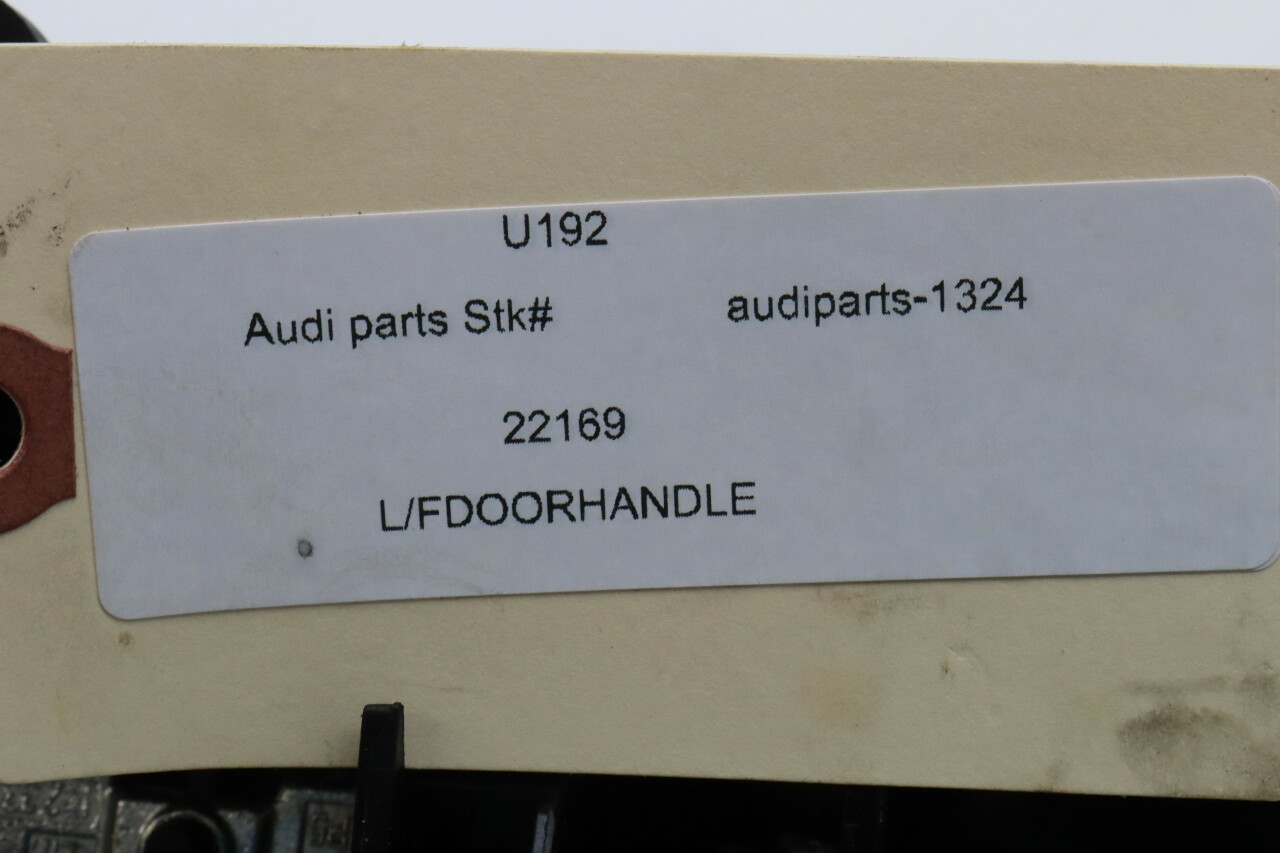 U192
Audi parts Stk# audiparts-1324
22169
L/FDOORHANDLE